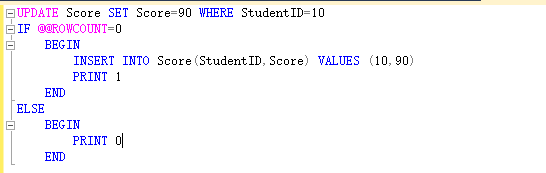 UPDATE Score SET Score=90 WHERE StudentID=10
IF @@ROWCOUNT=0
BEGIN
INSERT INTO Score(StudentID,Score) VALUES (10,90)
PRINT 1
END
ELSE
BEGIN
PRINT 0
END